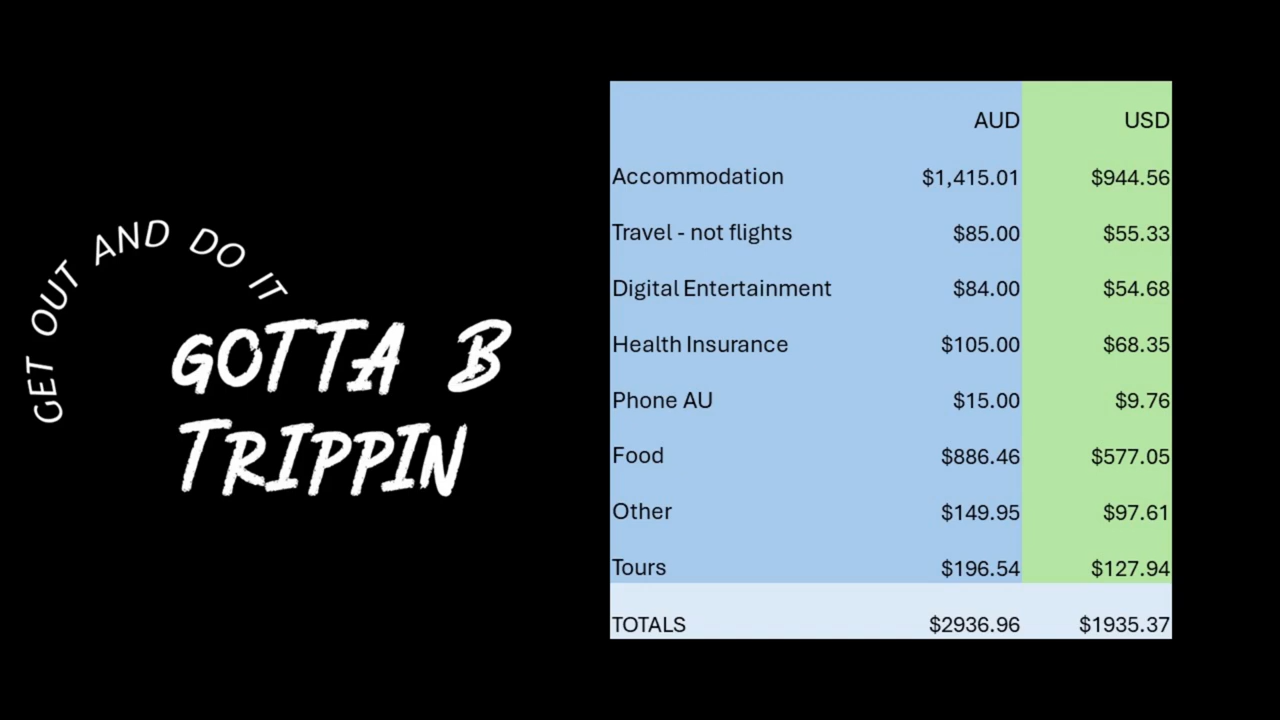 GET OUT AND DO IT
GOTTA B
TRIPPIN
AUD USD
Accommodation $1,415.01 $944.56
Travel - not flights $85.00 $55.33
Digital Entertainment $84.00 $54.68
Health Insurance $105.00 $68.35
Phone AU $15.00 $9.76
Food $886.46 $577.05
Other $149.95 $97.61
Tours $196.54 $127.94
TOTALS $2936.96 $1935.37